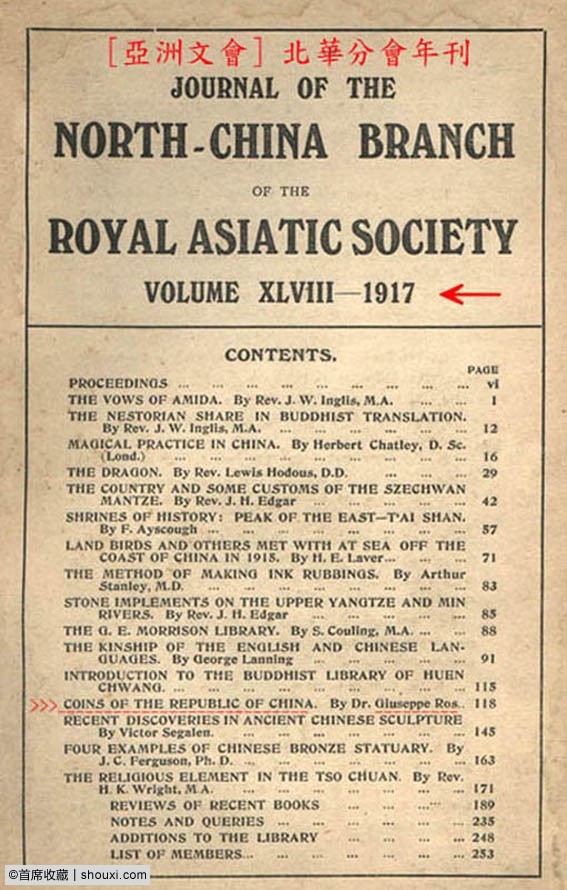 [亞洲文會] 北華分會年刊
JOURNAL OF THE
NORTH-CHINA BRANCH
OF THE
ROYAL ASIATIC SOCIETY
VOLUME XLVIII—1917
CONTENTS.
PAGE
PROCEEDINGS ... ... ... ... ... ... ... ... vi
THE VOWS OF AMIDA. By Rev. J. W. Inglis, M.A. ... ... 1
THE NESTORIAN SHARE IN BUDDHIST TRANSLATION.
By Rev. J. W. Inglis, M.A. ... ... ... ... ... 12
MAGICAL PRACTICE IN CHINA. By Herbert Chatley, D. Sc.
(Lond.) ... ... ... ... ... ... ... ... 16
THE DRAGON. By Rev. Lewis Hodous, D.D. ... ... ... 29
THE COUNTRY AND SOME CUSTOMS OF THE SZECHWAN
MANTZE. By Rev. J. H. Edgar ... ... ... ... 42
SHRINES OF HISTORY: PEAK OF THE EAST—T'AI SHAN.
By F. Ayscough ... ... ... ... ... ... ... 57
LAND BIRDS AND OTHERS MET WITH AT SEA OFF THE
COAST OF CHINA IN 1915. By H. E. Laver... ... ... 71
THE METHOD OF MAKING INK RUBBINGS. By Arthur
Stanley, M.D. ... ... ... ... ... ... ... 83
STONE IMPLEMENTS ON THE UPPER YANGTZE AND MIN
RIVERS. By Rev. J. H. Edgar ... ... ... ... 85
THE G. E. MORRISON LIBRARY. By S. Couling, M.A. ... ... 88
THE KINSHIP OF THE ENGLISH AND CHINESE LAN-
GUAGES. By George Lanning ... ... ... ... 91
INTRODUCTION TO THE BUDDHIST LIBRARY OF HUEN
CHWANG. ... ... ... ... ... ... ... ... 115
>>> COINS OF THE REPUBLIC OF CHINA. By Dr. Giuseppe Ros.. 118
RECENT DISCOVERIES IN ANCIENT CHINESE SCULPTURE
By Victor Segalen. ... ... ... ... ... ... 145
FOUR EXAMPLES OF CHINESE BRONZE STATUARY. By
J. C. Ferguson, Ph. D. ... ... ... ... ... ... 163
THE RELIGIOUS ELEMENT IN THE TSO CHUAN. By Rev.
H. K. Wright, M.A. ... ... ... ... ... ... 171
REVIEWS OF RECENT BOOKS ... ... ... ... 189
NOTES AND QUERIES ... ... ... ... ... 235
ADDITIONS TO THE LIBRARY ... ... ... ... 248
LIST OF MEMBERS... ... ... ... ... ... 253
©首席收藏 | shouxi.com